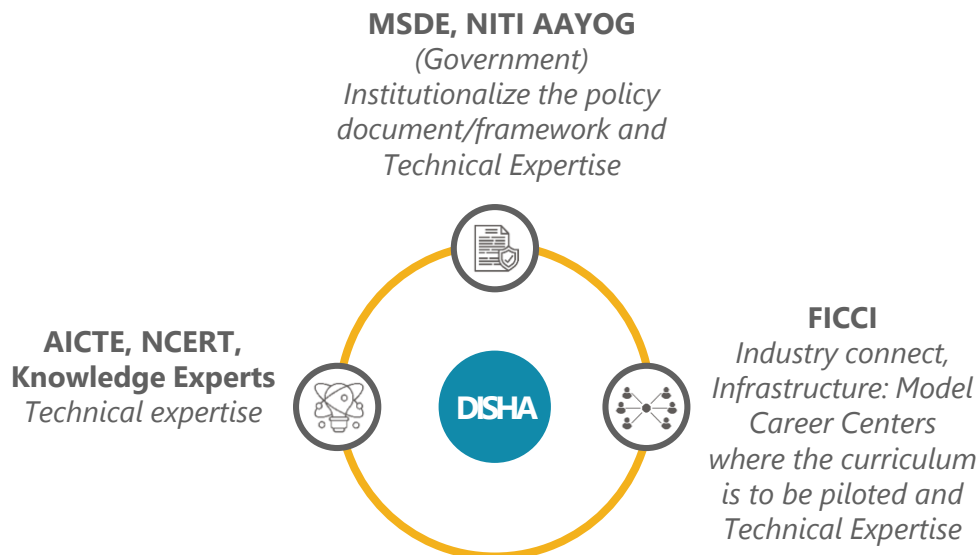 MSDE, NITI AAYOG
(Government)
Institutionalize the policy
document/framework and
Technical Expertise
AICTE, NCERT,
Knowledge Experts
Technical expertise
DISHA
FICCI
Industry connect,
Infrastructure: Model
Career Centers
where the curriculum
is to be piloted and
Technical Expertise